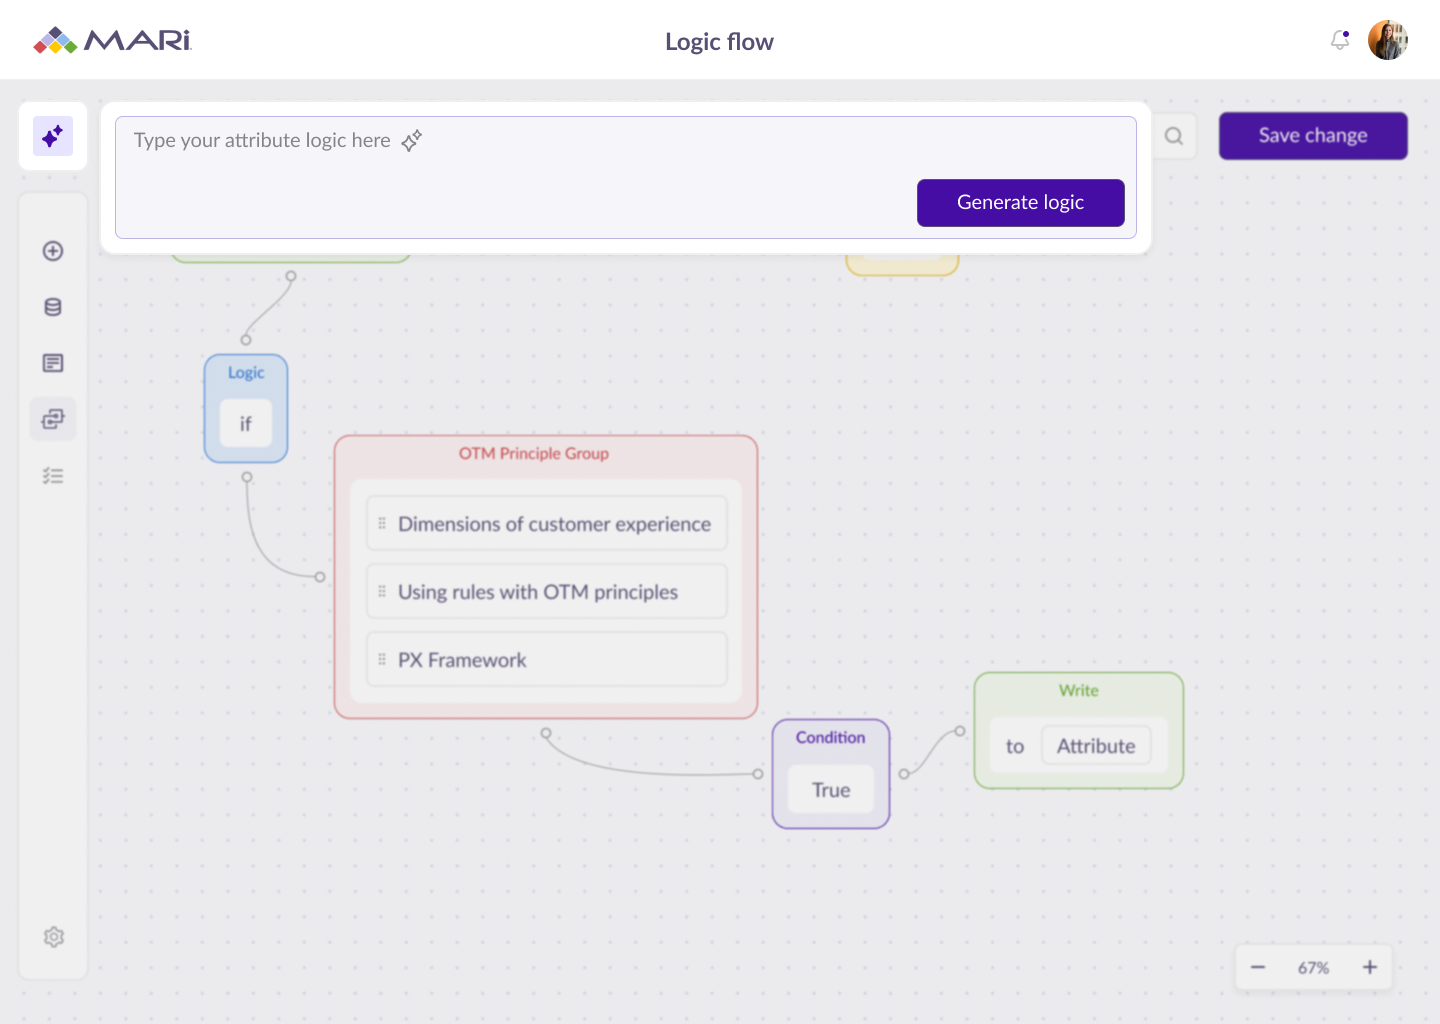 MARi
Logic flow
Type your attribute logic here
Generate logic
Save change
Logic
if
OTM Principle Group
Dimensions of customer experience
Using rules with OTM principles
PX Framework
Condition
True
Write
to Attribute
67%